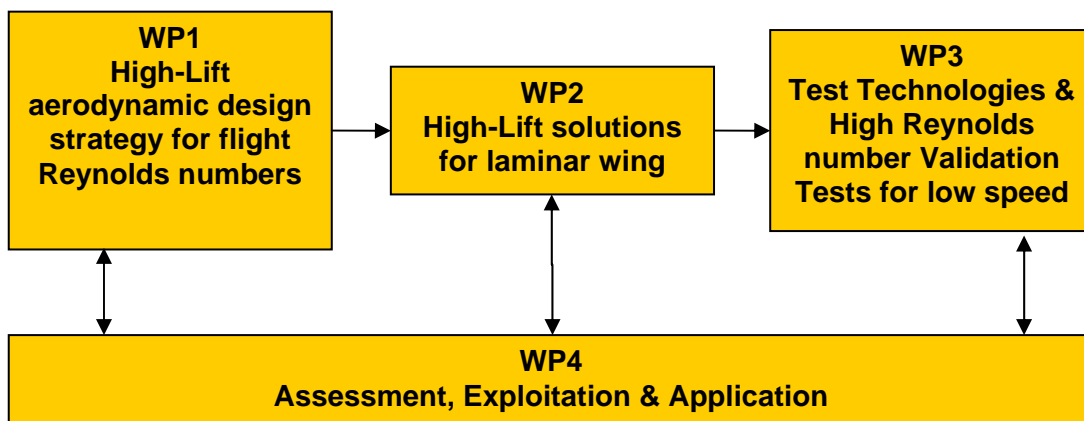 WP1
High-Lift
aerodynamic design
strategy for flight
Reynolds numbers
WP2
High-Lift solutions
for laminar wing
WP3
Test Technologies &
High Reynolds
number Validation
Tests for low speed
WP4
Assessment, Exploitation & Application